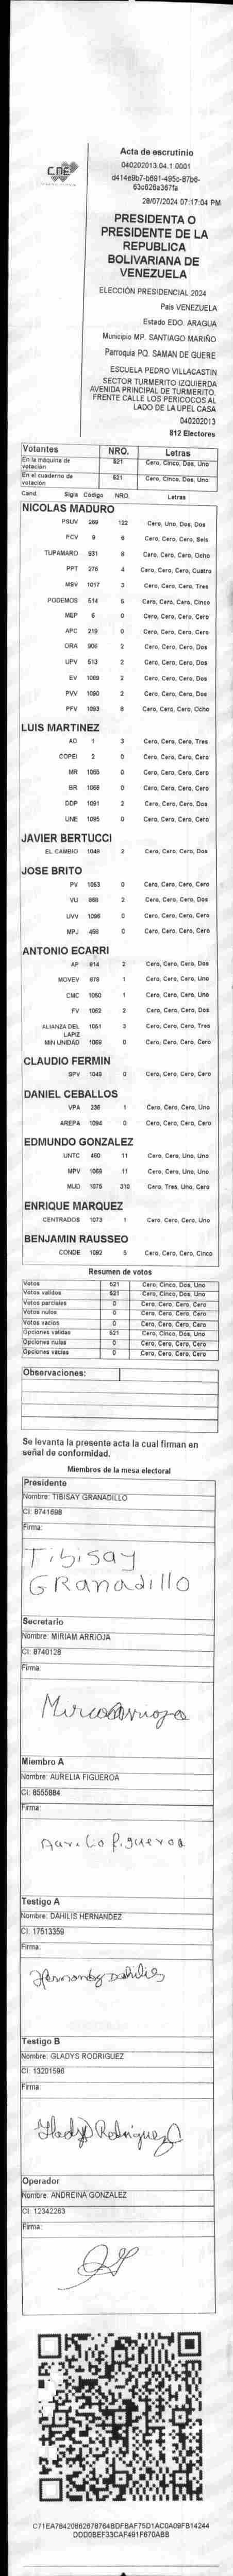 CNE
Acta de escrutinio
040202013.04.1.0001
d414e9b7-b691-495c-87b6-
63c626a367fa
28/07/2024 07:17:04 PM
PRESIDENTA O
PRESIDENTE DE LA
REPUBLICA
BOLIVARIANA DE
VENEZUELA
ELECCIÓN PRESIDENCIAL 2024
País VENEZUELA
Estado EDO. ARAGUA
Municipio MP. SANTIAGO MARIÑO
Parroquia PQ. SAMAN DE GUERE
ESCUELA PEDRO VILLACASTIN
SECTOR TURMERITO IZQUIERDA
AVENIDA PRINCIPAL DE TURMERITO.
FRENTE CALLE LOS PERICOCOS AL
LADO DE LA UPEL CASA
040202013
812 Electores
Votantes NRO. Letras
En la máquina de votación 521 Cero, Cinco, Dos, Uno
En el cuaderno de votación 521 Cero, Cinco, Dos, Uno
Cand. Sigla Código NRO. Letras
NICOLAS MADURO
PSUV 269 122 Cero, Uno, Dos, Dos
PCV 9 6 Cero, Cero, Cero, Seis
TUPAMARO 931 8 Cero, Cero, Cero, Ocho
PPT 276 4 Cero, Cero, Cero, Cuatro
MSV 1017 3 Cero, Cero, Cero, Tres
PODEMOS 514 5 Cero, Cero, Cero, Cinco
MEP 6 0 Cero, Cero, Cero, Cero
APC 219 0 Cero, Cero, Cero, Cero
ORA 906 2 Cero, Cero, Cero, Dos
UPV 513 2 Cero, Cero, Cero, Dos
EV 1089 2 Cero, Cero, Cero, Dos
PVV 1090 2 Cero, Cero, Cero, Dos
PFV 1093 8 Cero, Cero, Cero, Ocho
LUIS MARTINEZ
AD 1 3 Cero, Cero, Cero, Tres
COPEI 2 0 Cero, Cero, Cero, Cero
MR 1065 0 Cero, Cero, Cero, Cero
BR 1066 0 Cero, Cero, Cero, Cero
DDP 1091 2 Cero, Cero, Cero, Dos
UNE 1095 0 Cero, Cero, Cero, Cero
JAVIER BERTUCCI
EL CAMBIO 1048 2 Cero, Cero, Cero, Dos
JOSE BRITO
PV 1053 0 Cero, Cero, Cero, Cero
VU 868 2 Cero, Cero, Cero, Dos
UVV 1096 0 Cero, Cero, Cero, Cero
MPJ 458 0 Cero, Cero, Cero, Cero
ANTONIO ECARRI
AP 914 2 Cero, Cero, Cero, Dos
MOVEV 878 1 Cero, Cero, Cero, Uno
CMC 1050 1 Cero, Cero, Cero, Uno
FV 1062 2 Cero, Cero, Cero, Dos
ALIANZA DEL LAPIZ 1051 3 Cero, Cero, Cero, Tres
MIN UNIDAD 1069 0 Cero, Cero, Cero, Cero
CLAUDIO FERMIN
SPV 1049 0 Cero, Cero, Cero, Cero
DANIEL CEBALLOS
VPA 236 1 Cero, Cero, Cero, Uno
AREPA 1094 0 Cero, Cero, Cero, Cero
EDMUNDO GONZALEZ
UNTC 460 11 Cero, Cero, Uno, Uno
MPV 1069 11 Cero, Cero, Uno, Uno
MUD 1075 310 Cero, Tres, Uno, Cero
ENRIQUE MARQUEZ
CENTRADOS 1073 1 Cero, Cero, Cero, Uno
BENJAMIN RAUSSEO
CONDE 1092 5 Cero, Cero, Cero, Cinco
Resumen de votos
Votos 521 Cero, Cinco, Dos, Uno
Votos validos 521 Cero, Cinco, Dos, Uno
Votos parciales 0 Cero, Cero, Cero, Cero
Votos nulos 0 Cero, Cero, Cero, Cero
Votos vacios 0 Cero, Cero, Cero, Cero
Opciones validas 521 Cero, Cinco, Dos, Uno
Opciones nulas 0 Cero, Cero, Cero, Cero
Opciones vacias 0 Cero, Cero, Cero, Cero
Observaciones:
Se levanta la presente acta la cual firman en
señal de conformidad.
Miembros de la mesa electoral
Presidente
Nombre: TIBISAY GRANADILLO
CI: 8741698
Firma:
Tibisay
GRanadillo
Secretario
Nombre: MIRIAM ARRIOJA
CI: 8740128
Firma:
Miembro A
Nombre: AURELIA FIGUEROA
CI: 8555884
Firma:
Testigo A
Nombre: DAHILIS HERNANDEZ
CI: 17513359
Firma:
Hernandez Dahilis
Testigo B
Nombre: GLADYS RODRIGUEZ
CI: 13201596
Firma:
Gladys Rodriguez
Operador
Nombre: ANDREINA GONZALEZ
CI: 12342263
Firma:
C71EA78420862878764BDFBAF75D1AC0A09FB14244
DDD0BEF33CAF491F670ABB